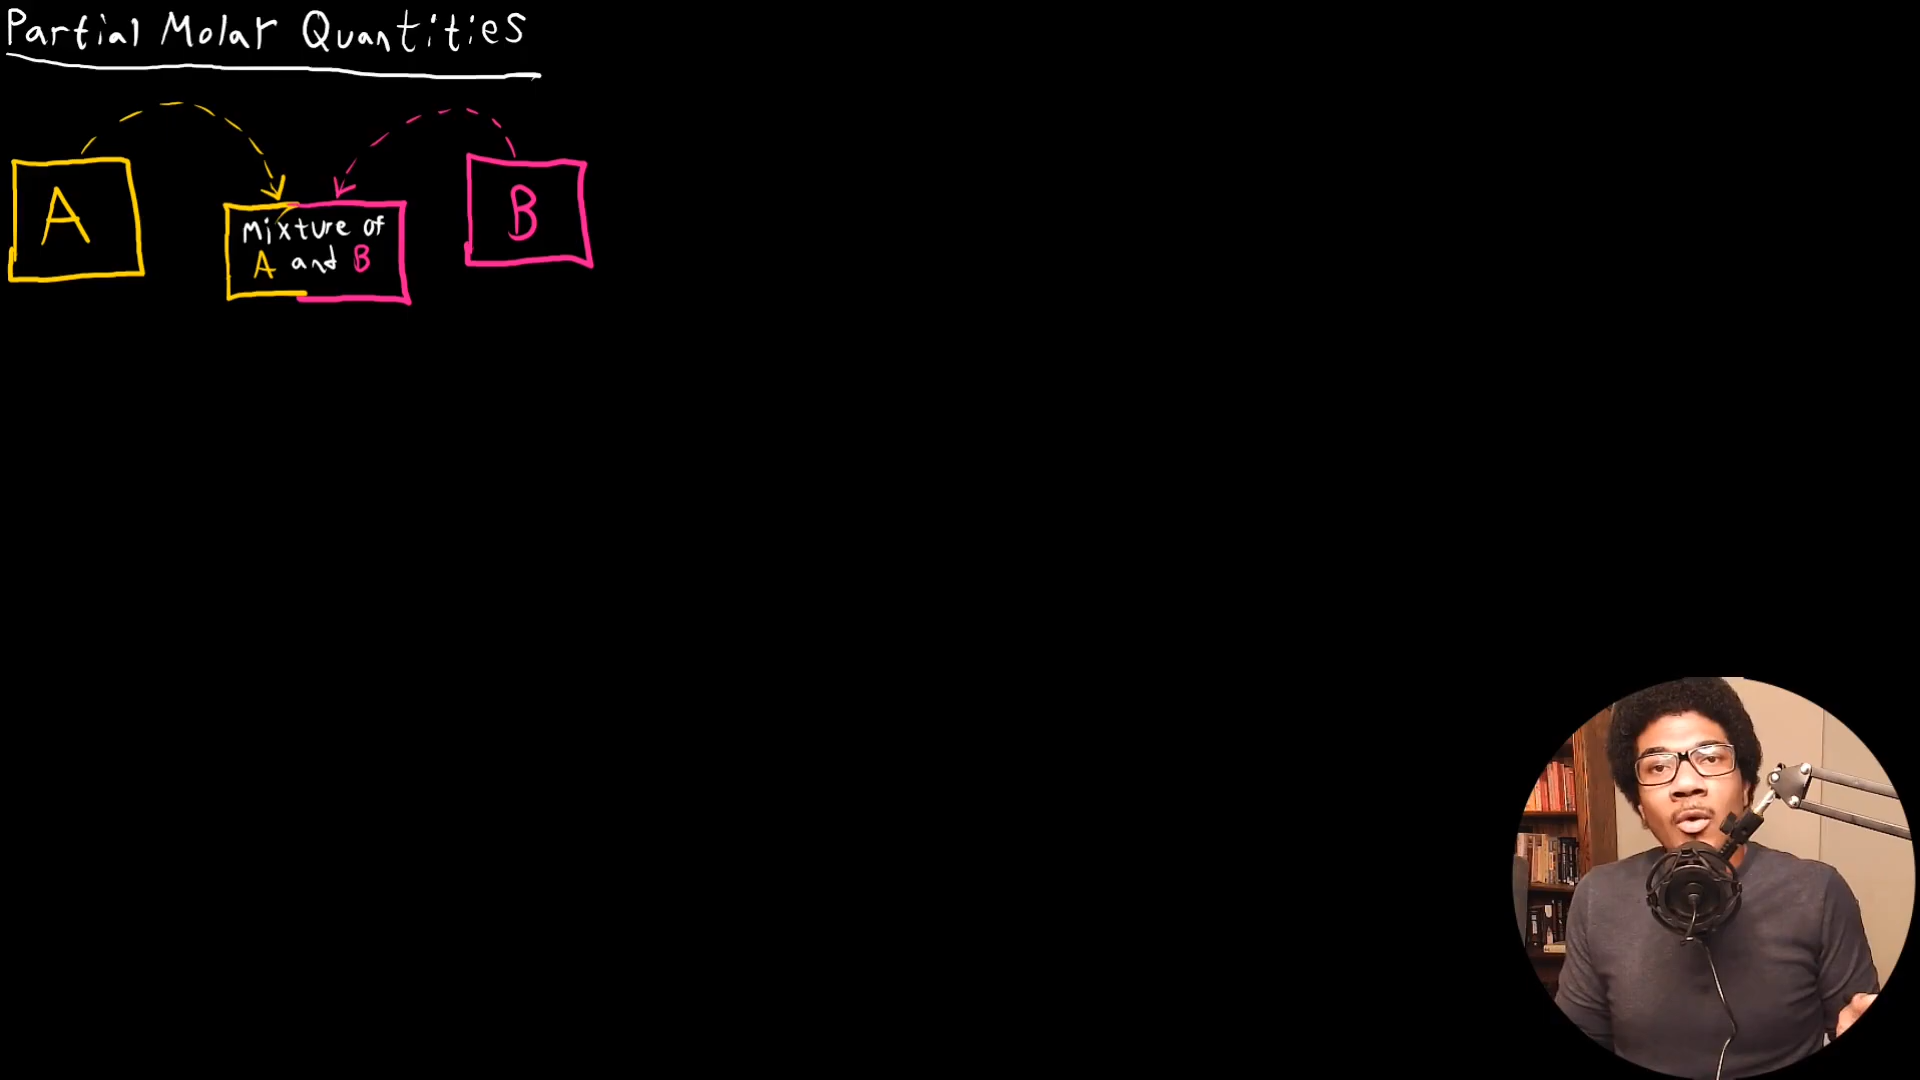 Partial Molar Quantities
A
Mixture of
A and B
B